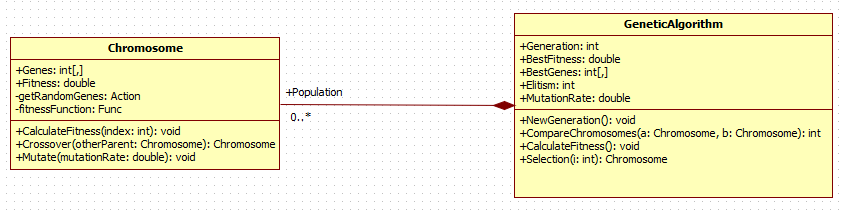 Chromosome
+Genes: int[,]
+Fitness: double
-getRandomGenes: Action
-fitnessFunction: Func
+CalculateFitness(index: int): void
+Crossover(otherParent: Chromosome): Chromosome
+Mutate(mutationRate: double): void
+Population
0..*
GeneticAlgorithm
+Generation: int
+BestFitness: double
+BestGenes: int[,]
+Elitism: int
+MutationRate: double
+NewGeneration(): void
+CompareChromosomes(a: Chromosome, b: Chromosome): int
+CalculateFitness(): void
+Selection(i: int): Chromosome